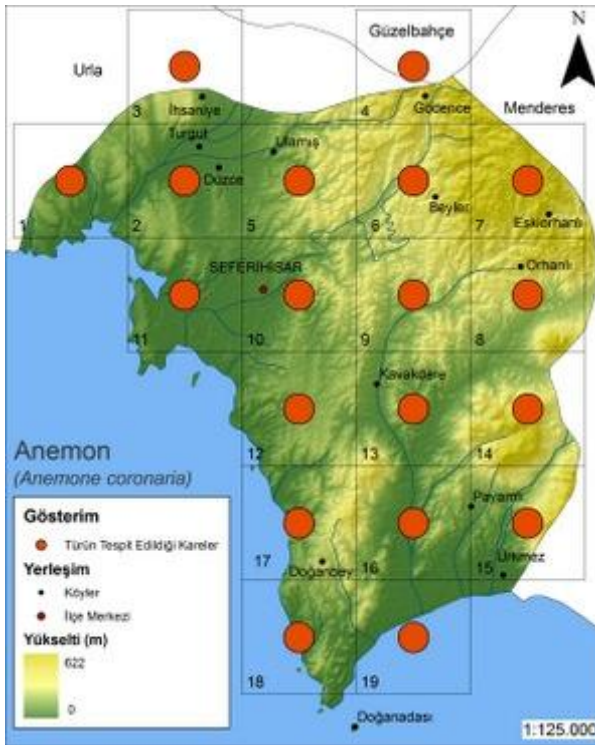 Güzelbahçe
N
Urla
3
4
İhsaniye
Gödence
Menderes
Turgut
Ulamış
Düzce
Beyler
1
2
5
6
7
Eskiorhanlı
SEFERİHİSAR
Orhanlı
11
10
9
8
Kavakdere
Anemon
(Anemone coronaria)
12
13
14
Gösterim
Türün Tespit Edildiği Kareler
Yerleşim
Köyler
İlçe Merkezi
Yükselti (m)
622
0
Payamlı
Doğanbey
Ürkmez
17
16
15
18
19
Doğanadası
1:125.000